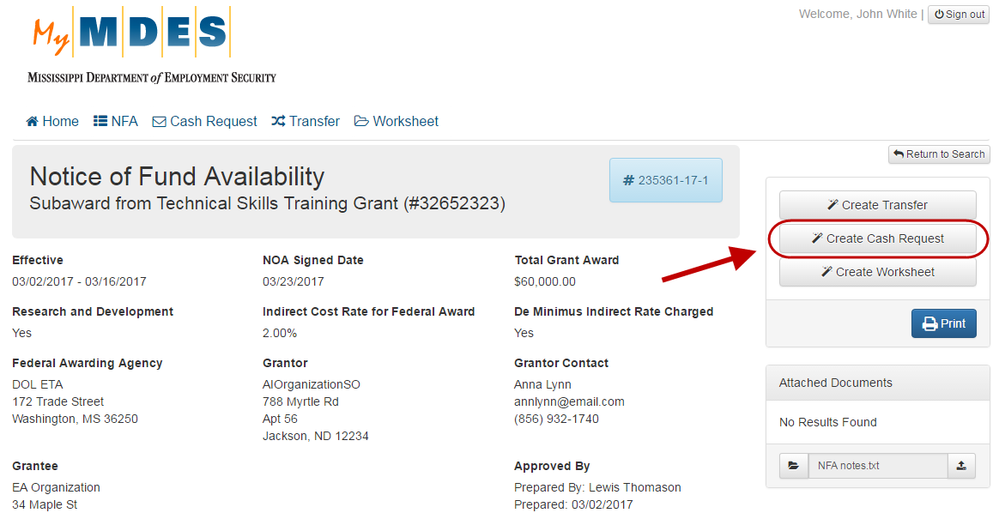 Welcome, John White | Sign out
My MDES
Mississippi Department of Employment Security
Home NFA Cash Request Transfer Worksheet
Return to Search
Notice of Fund Availability
Subaward from Technical Skills Training Grant (#32652323)
# 235361-17-1
Create Transfer
Create Cash Request
Create Worksheet
Print
Effective
03/02/2017 - 03/16/2017
NOA Signed Date
03/23/2017
Total Grant Award
$60,000.00
Research and Development
Yes
Indirect Cost Rate for Federal Award
2.00%
De Minimus Indirect Rate Charged
Yes
Federal Awarding Agency
DOL ETA
172 Trade Street
Washington, MS 36250
Grantor
AlOrganizationSO
788 Myrtle Rd
Apt 56
Jackson, ND 12234
Grantor Contact
Anna Lynn
annlynn@email.com
(856) 932-1740
Grantee
EA Organization
34 Maple St
Approved By
Prepared By: Lewis Thomason
Prepared: 03/02/2017
Attached Documents
No Results Found
NFA notes.txt